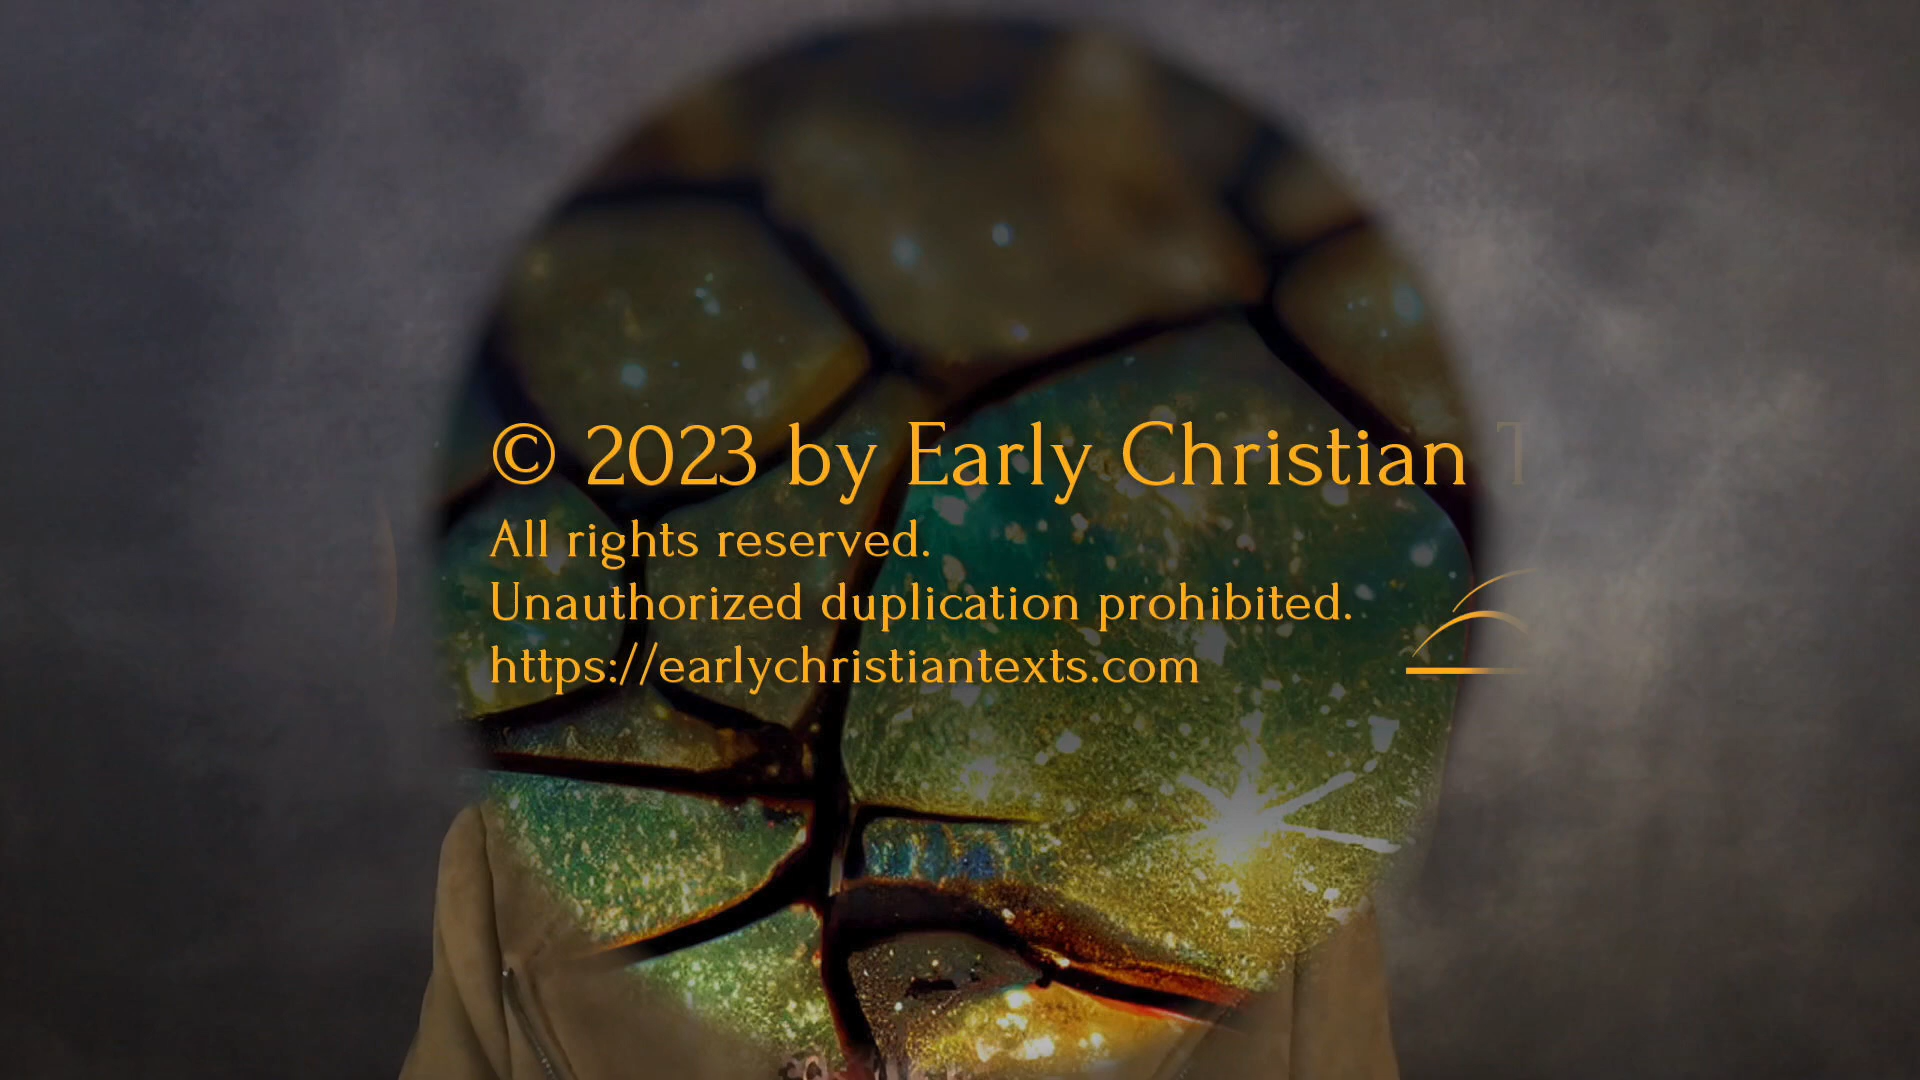 © 2023 by Early Christian T
All rights reserved.
Unauthorized duplication prohibited.
https://earlychristiantexts.com